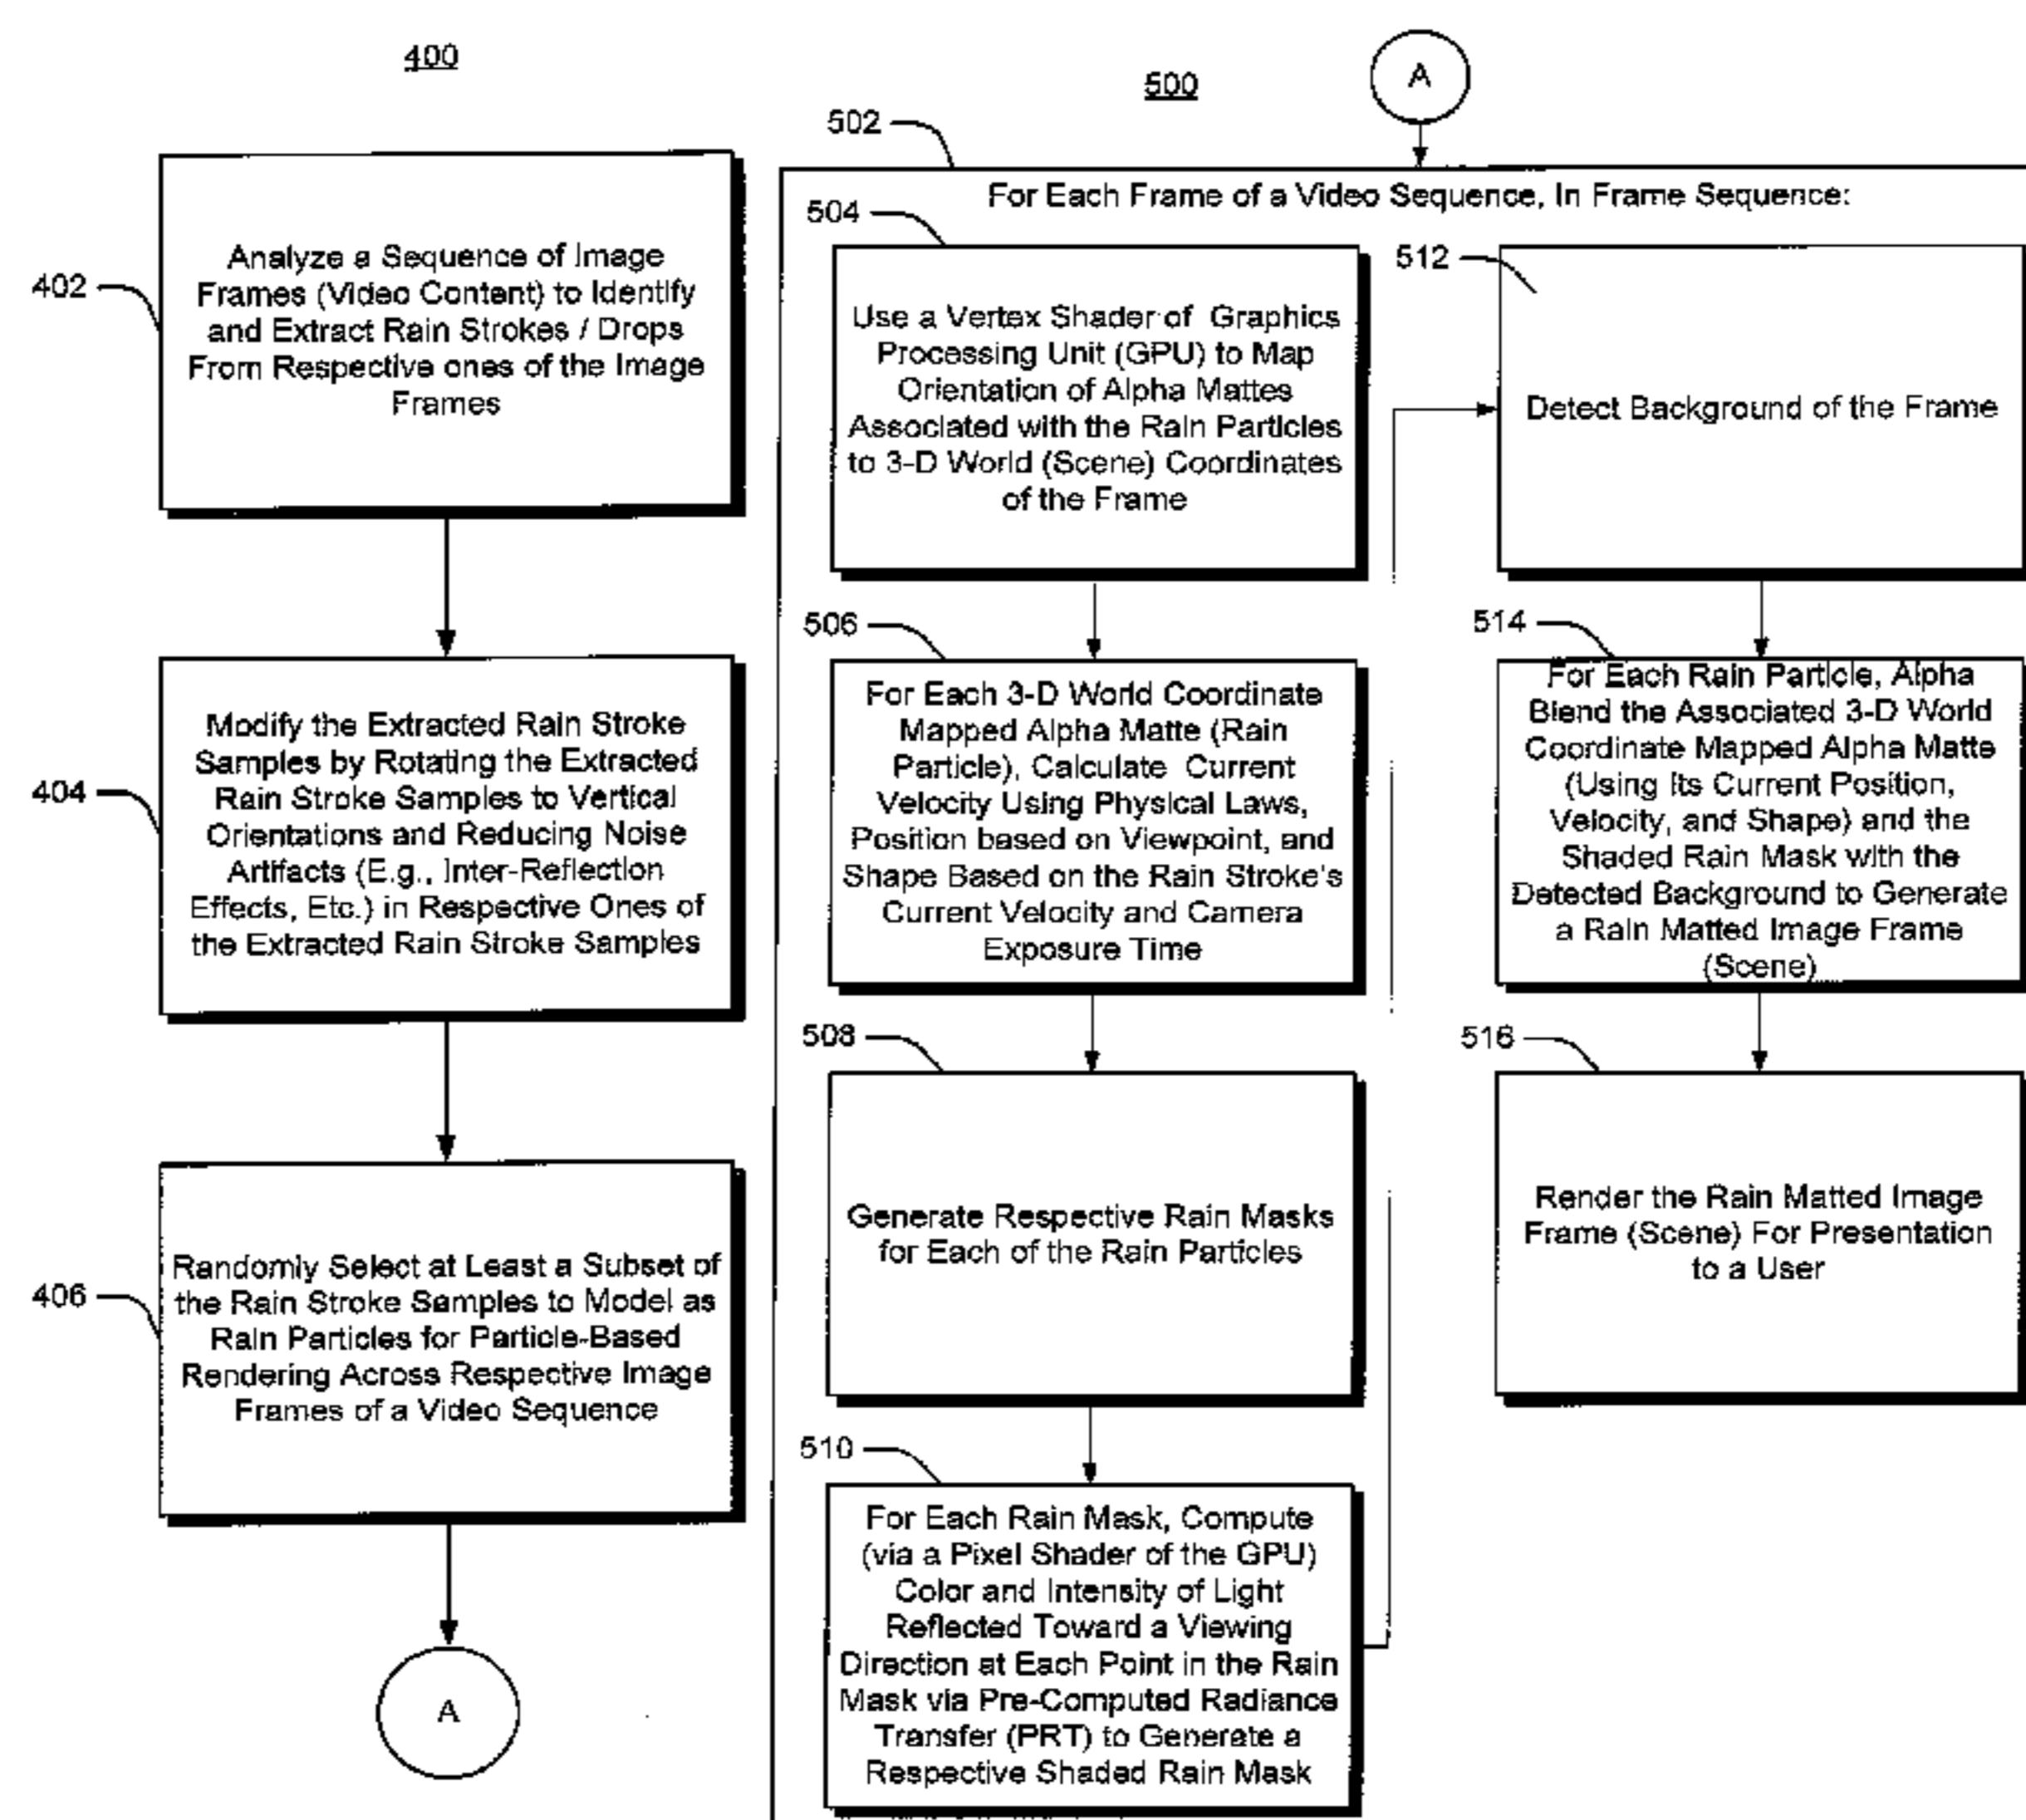 400
402
Analyze a Sequence of Image
Frames (Video Content) to Identify
and Extract Rain Strokes / Drops
From Respective ones of the Image
Frames
404
Modify the Extracted Rain Stroke
Samples by Rotating the Extracted
Rain Stroke Samples to Vertical
Orientations and Reducing Noise
Artifacts (E.g., Inter-Reflection
Effects, Etc.) in Respective Ones of
the Extracted Rain Stroke Samples
406
Randomly Select at Least a Subset of
the Rain Stroke Samples to Model as
Rain Particles for Particle-Based
Rendering Across Respective Image
Frames of a Video Sequence
A
500
A
502
For Each Frame of a Video Sequence, In Frame Sequence:
504
Use a Vertex Shader of Graphics
Processing Unit (GPU) to Map
Orientation of Alpha Mattes
Associated with the Rain Particles
to 3-D World (Scene) Coordinates
of the Frame
506
For Each 3-D World Coordinate
Mapped Alpha Matte (Rain
Particle), Calculate Current
Velocity Using Physical Laws,
Position based on Viewpoint, and
Shape Based on the Rain Stroke's
Current Velocity and Camera
Exposure Time
508
Generate Respective Rain Masks
for Each of the Rain Particles
510
For Each Rain Mask, Compute
(via a Pixel Shader of the GPU)
Color and Intensity of Light
Reflected Toward a Viewing
Direction at Each Point in the Rain
Mask via Pre-Computed Radiance
Transfer (PRT) to Generate a
Respective Shaded Rain Mask
512
Detect Background of the Frame
514
For Each Rain Particle, Alpha
Blend the Associated 3-D World
Coordinate Mapped Alpha Matte
(Using Its Current Position,
Velocity, and Shape) and the
Shaded Rain Mask with the
Detected Background to Generate
a Rain Matted Image Frame
(Scene)
516
Render the Rain Matted Image
Frame (Scene) For Presentation
to a User